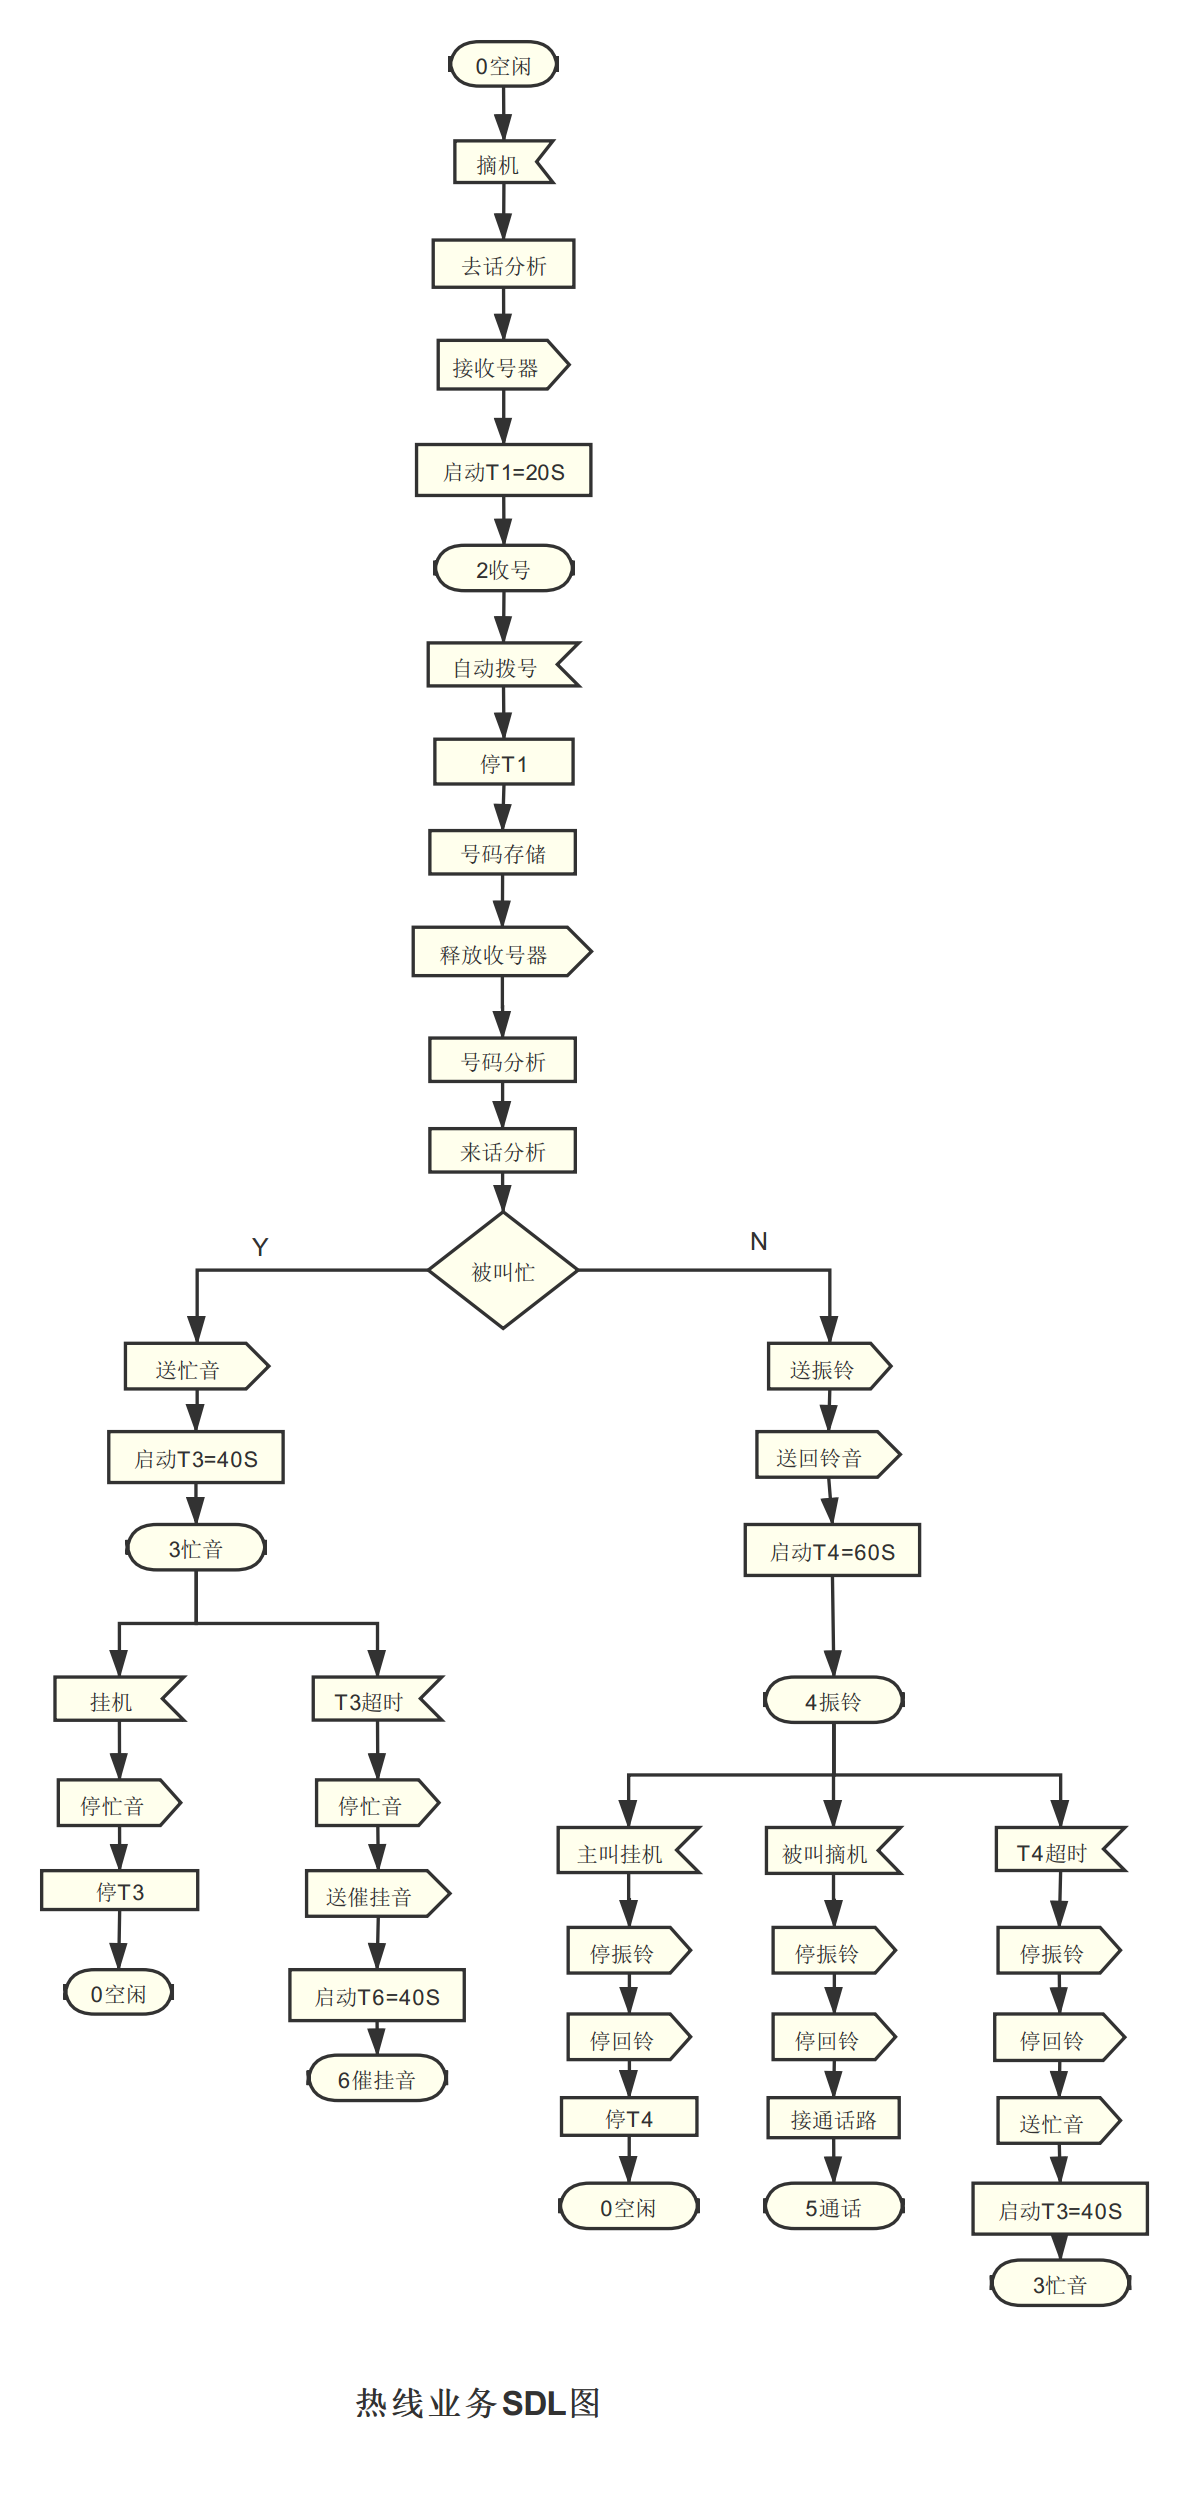 0空闲
摘机
去话分析
接收号器
启动T1=20S
2收号
自动拨号
停T1
号码存储
释放收号器
号码分析
来话分析
被叫忙
Y
N
送忙音
启动T3=40S
3忙音
挂机
停忙音
停T3
0空闲
T3超时
停忙音
送催挂音
启动T6=40S
6催挂音
送振铃
送回铃音
启动T4=60S
4振铃
主叫挂机
停振铃
停回铃
停T4
0空闲
被叫摘机
停振铃
停回铃
接通话路
5通话
T4超时
停振铃
停回铃
送忙音
启动T3=40S
3忙音
热线业务SDL图